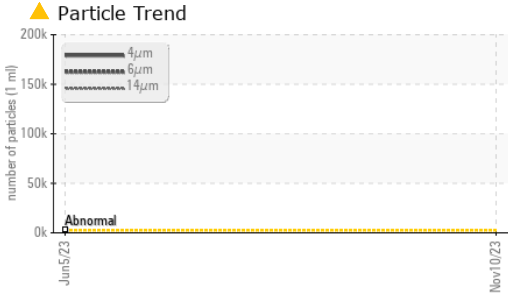 Particle Trend
number of particles (1 ml)
200k
150k
100k
50k
0k
4µm
6µm
14µm
Abnormal
Jun5/23
Nov10/23